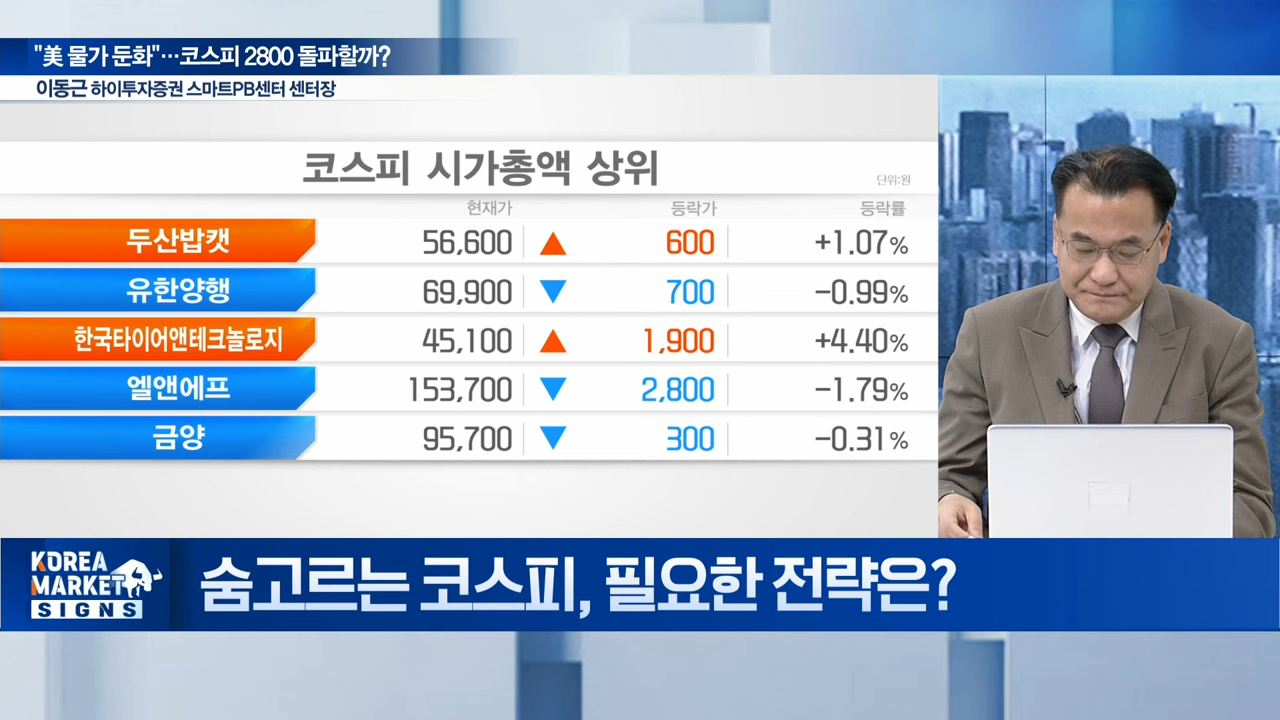 "美 물가 둔화"…코스피 2800 돌파할까?
이동근 하이투자증권 스마트PB센터 센터장
코스피 시가총액 상위
단위:원
현재가 등락가 등락률
두산밥캣 56,600 ▲ 600 +1.07%
유한양행 69,900 ▼ 700 -0.99%
한국타이어앤테크놀로지 45,100 ▲ 1,900 +4.40%
엘앤에프 153,700 ▼ 2,800 -1.79%
금양 95,700 ▼ 300 -0.31%
KOREA
MARKET
SIGNS
숨고르는 코스피, 필요한 전략은?